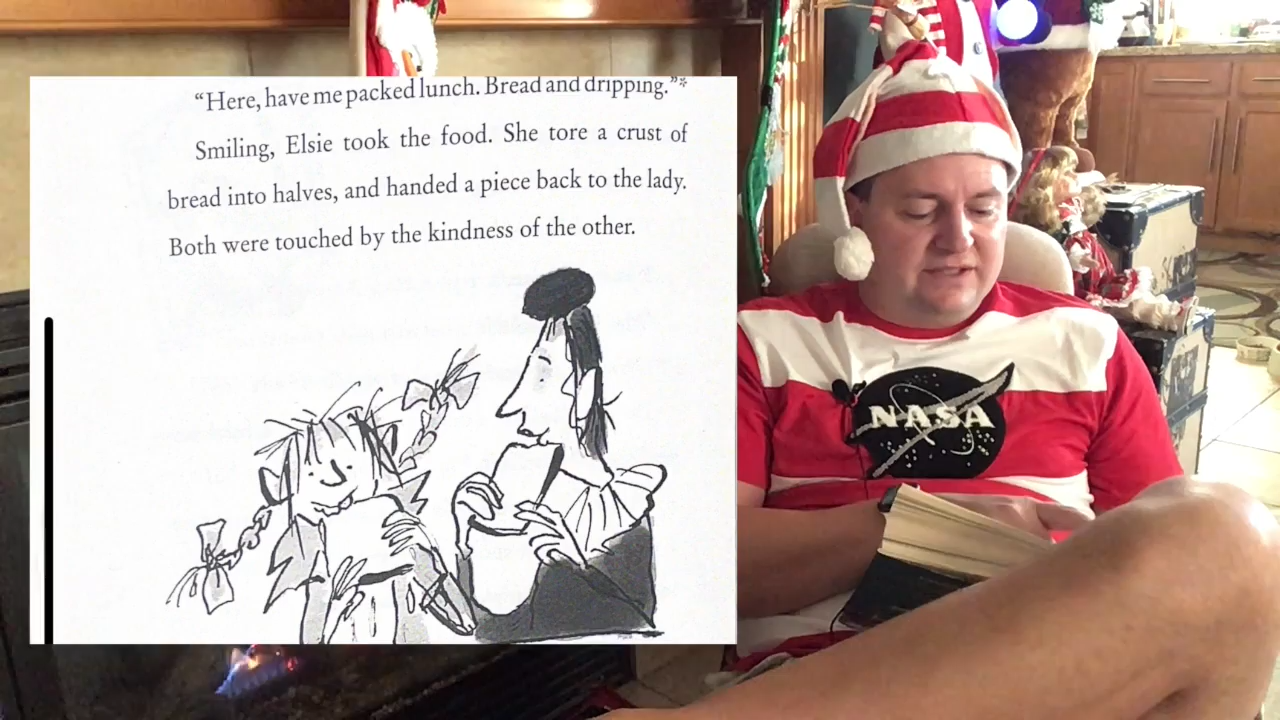 “Here, have me packed lunch. Bread and dripping.”*
Smiling, Elsie took the food. She tore a crust of
bread into halves, and handed a piece back to the lady.
Both were touched by the kindness of the other.
NASA